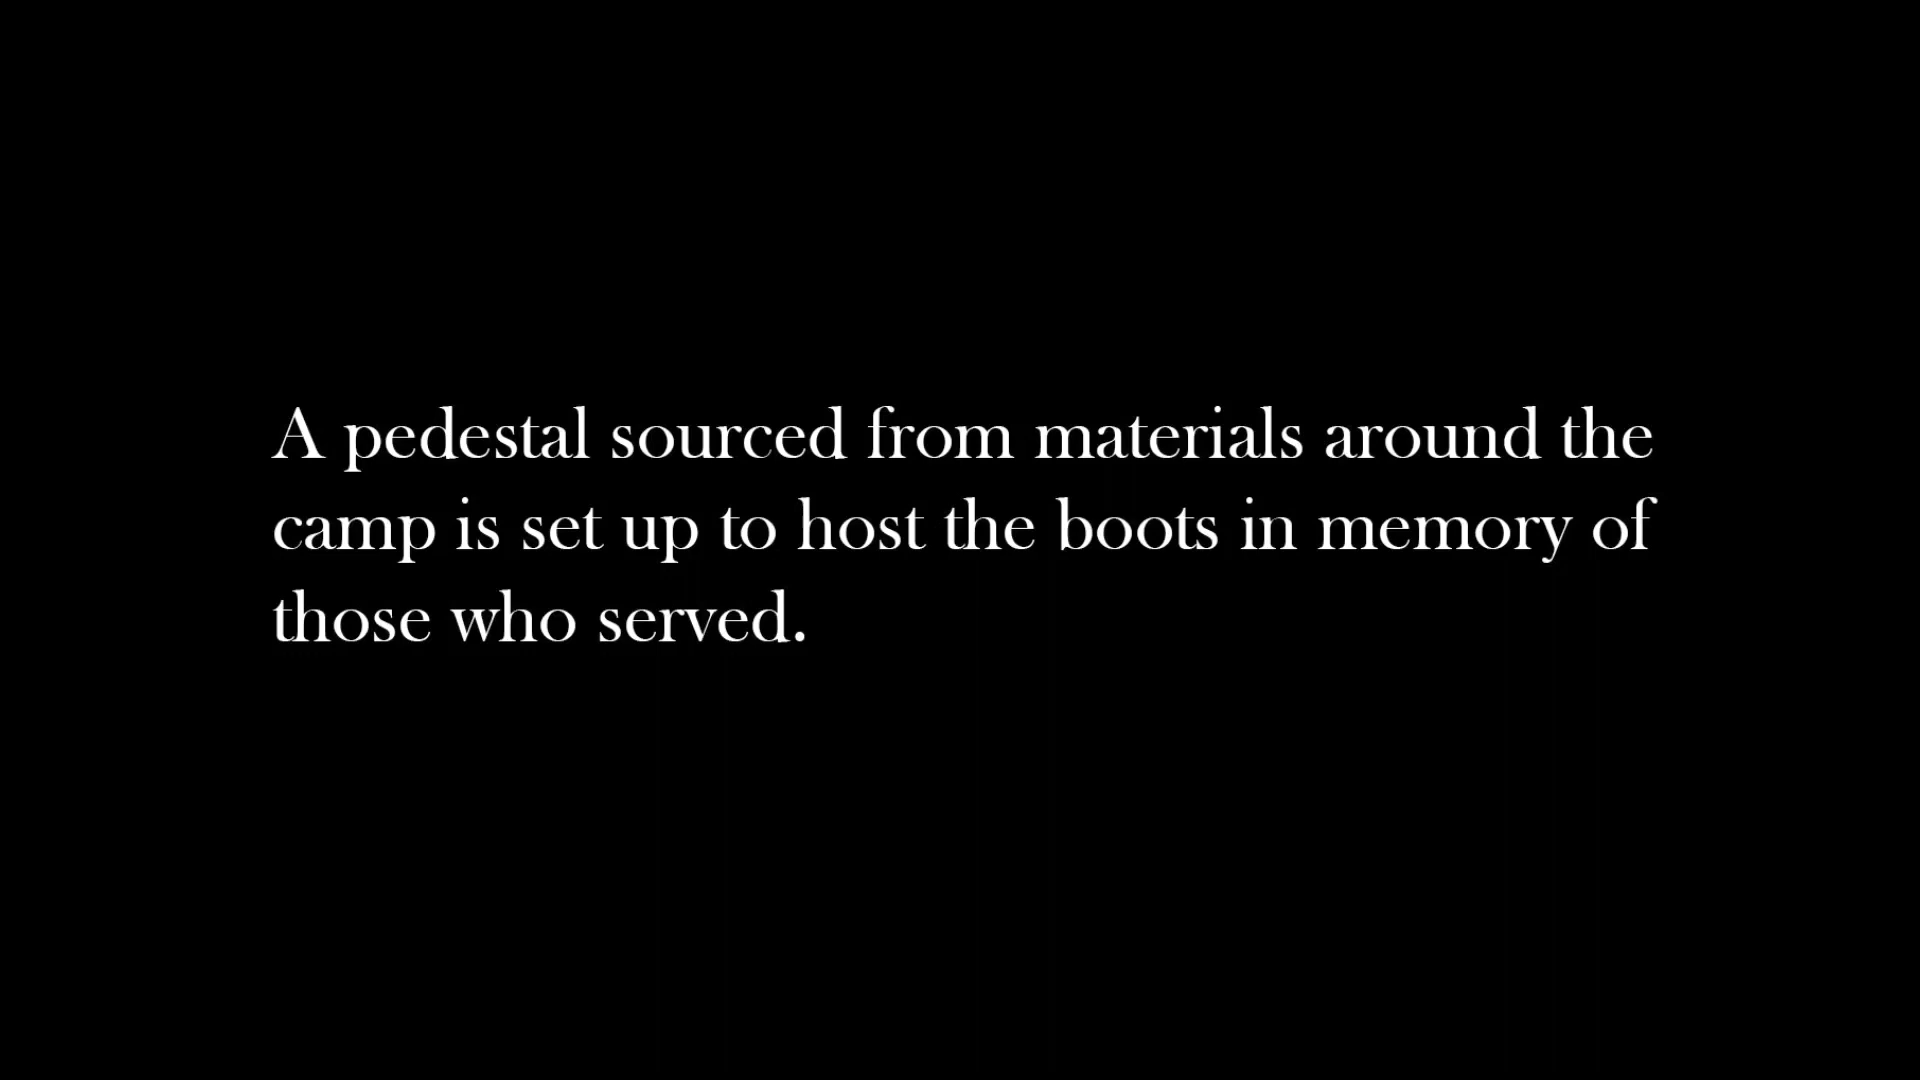 A pedestal sourced from materials around the
camp is set up to host the boots in memory of
those who served.